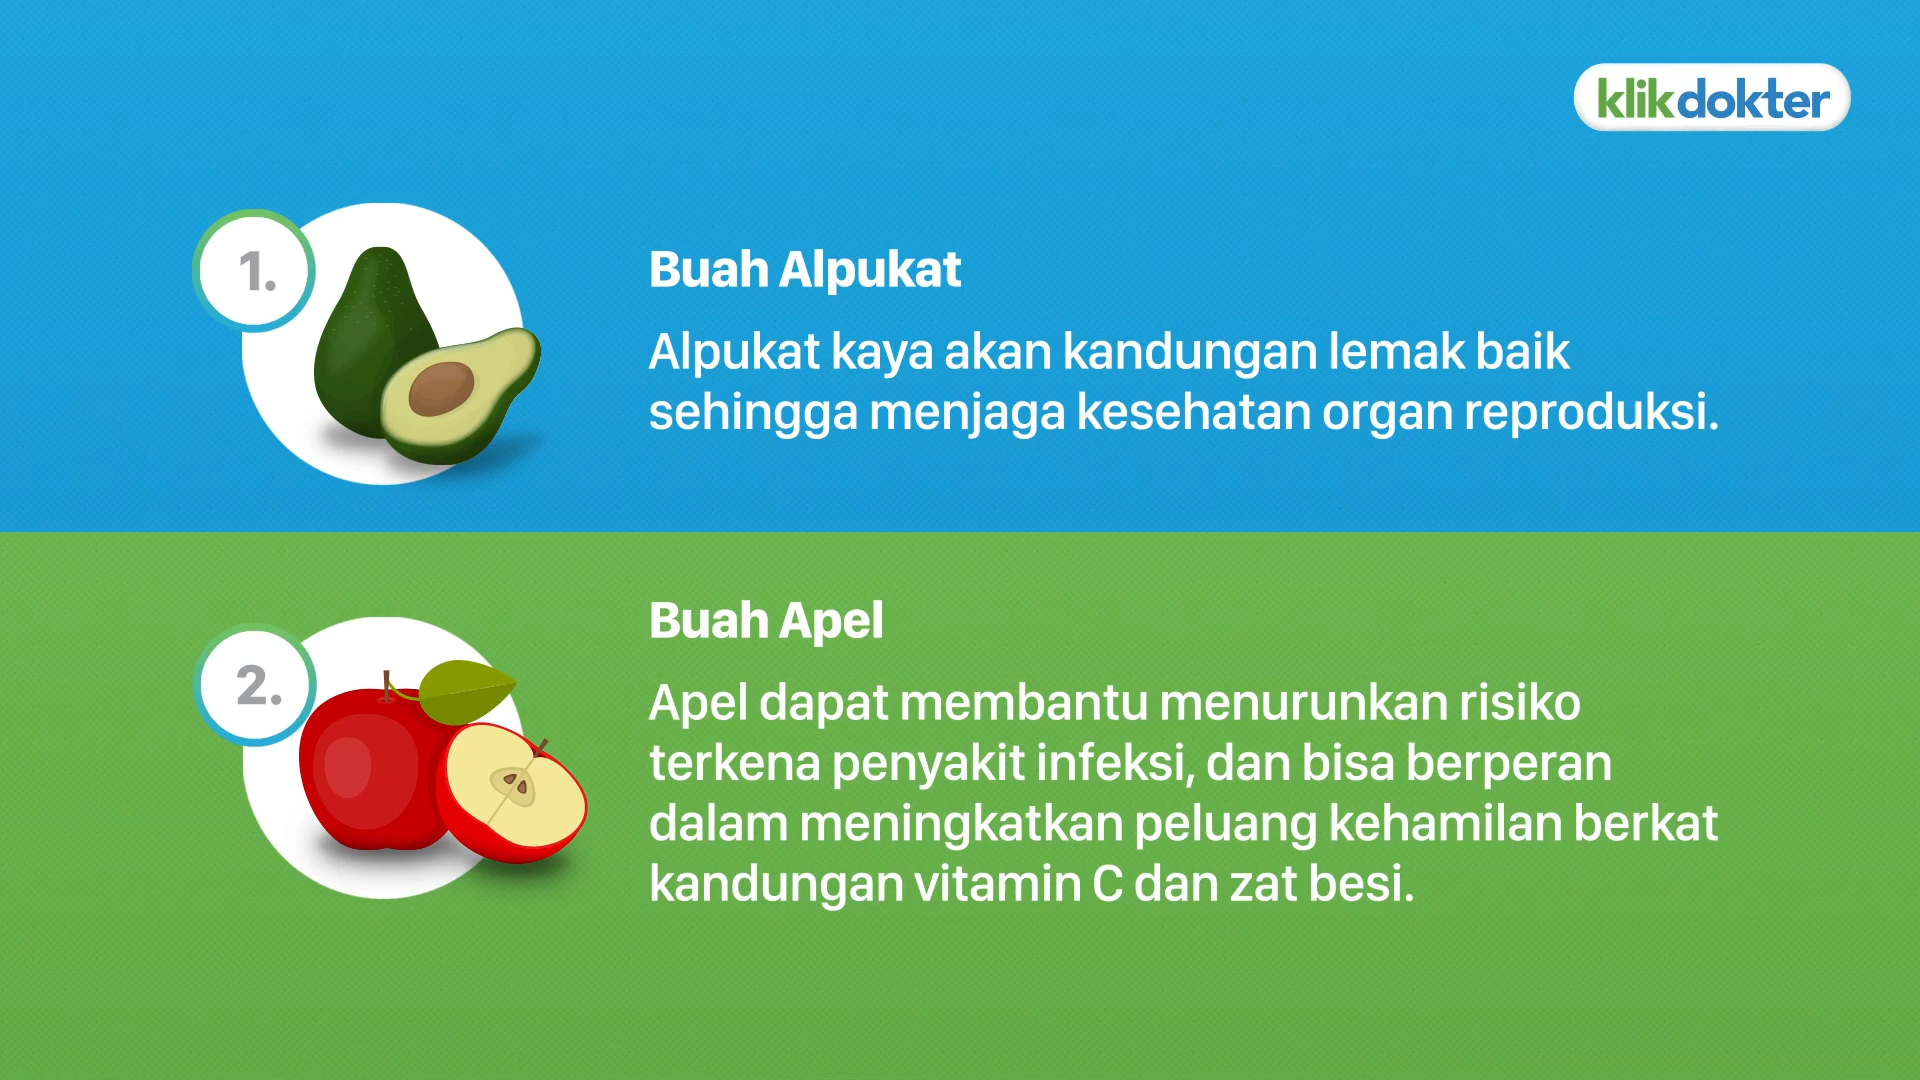 klikdokter
1.
Buah Alpukat
Alpukat kaya akan kandungan lemak baik
sehingga menjaga kesehatan organ reproduksi.
2.
Buah Apel
Apel dapat membantu menurunkan risiko
terkena penyakit infeksi, dan bisa berperan
dalam meningkatkan peluang kehamilan berkat
kandungan vitamin C dan zat besi.